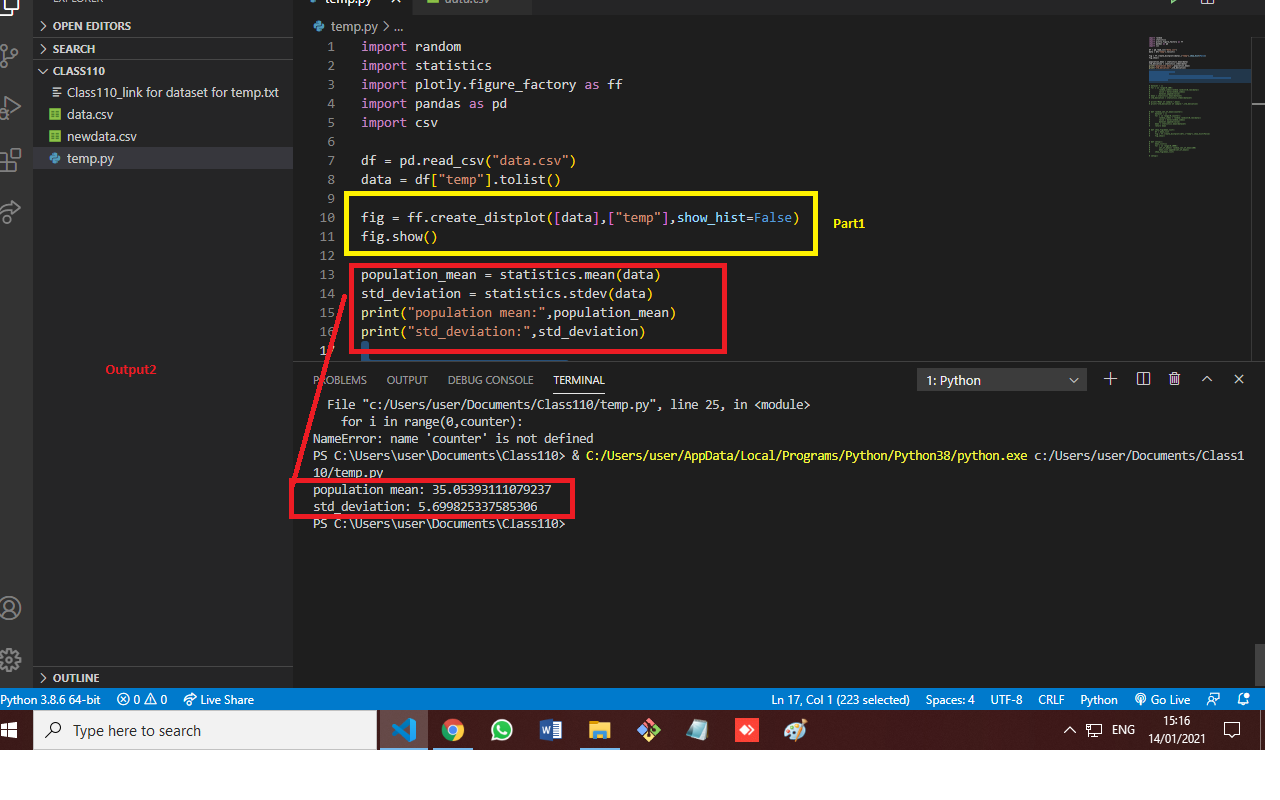 EXPLORER
OPEN EDITORS
SEARCH
CLASS110
Class110_link for dataset for temp.txt
data.csv
newdata.csv
temp.py
Output2
OUTLINE
temp.py
data.csv
temp.py > ...
1 import random
2 import statistics
3 import plotly.figure_factory as ff
4 import pandas as pd
5 import csv
6
7 df = pd.read_csv("data.csv")
8 data = df["temp"].tolist()
9
10 fig = ff.create_distplot([data],["temp"],show_hist=False)
11 fig.show()
Part1
12
13 population_mean = statistics.mean(data)
14 std_deviation = statistics.stdev(data)
15 print("population mean:",population_mean)
16 print("std_deviation:",std_deviation)
17
PROBLEMS OUTPUT DEBUG CONSOLE TERMINAL 1: Python
File "c:/Users/user/Documents/Class110/temp.py", line 25, in <module>
for i in range(0,counter):
NameError: name 'counter' is not defined
PS C:\Users\user\Documents\Class110> & C:/Users/user/AppData/Local/Programs/Python/Python38/python.exe c:/Users/user/Documents/Class1
10/temp.py
population mean: 35.05393111079237
std_deviation: 5.699825337585306
PS C:\Users\user\Documents\Class110>
Python 3.8.6 64-bit 0 0 Live Share Ln 17, Col 1 (223 selected) Spaces: 4 UTF-8 CRLF Python Go Live
Type here to search
ENG
15:16
14/01/2021